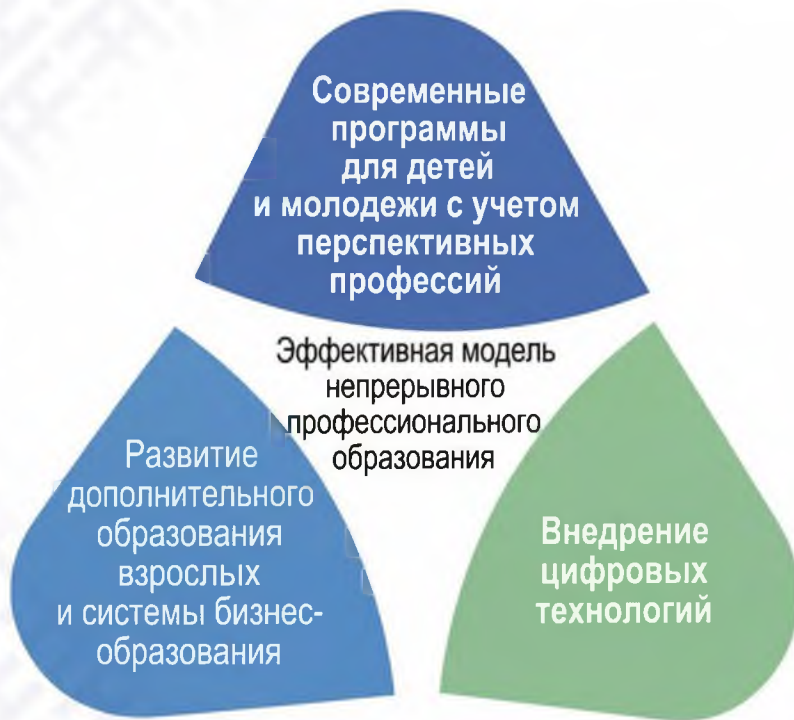 Современные
программы
для детей
и молодежи с учетом
перспективных
профессий
Эффективная модель
непрерывного
профессионального
образования
Развитие
дополнительного
образования
взрослых
и системы бизнес-
образования
Внедрение
цифровых
технологий